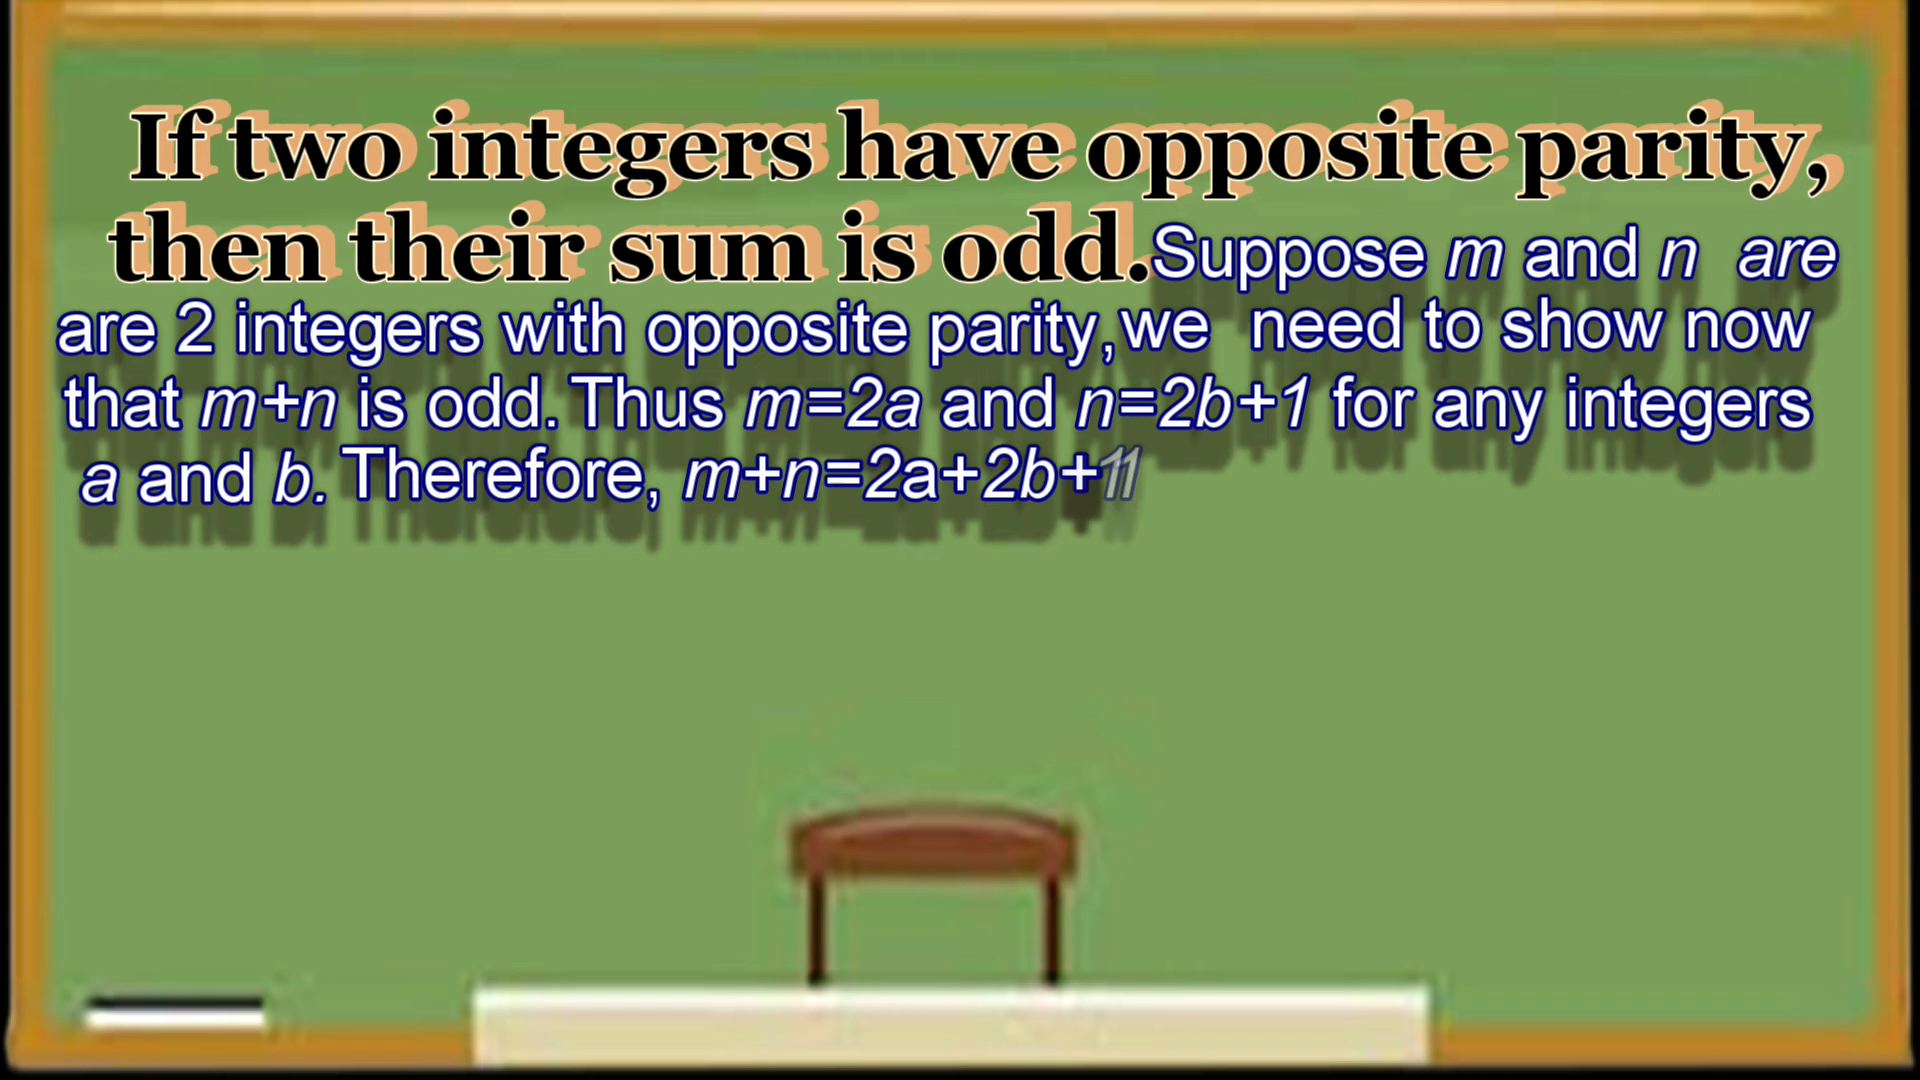 If two integers have opposite parity,
then their sum is odd. Suppose m and n are
are 2 integers with opposite parity, we need to show now
that m+n is odd. Thus m=2a and n=2b+1 for any integers
a and b. Therefore, m+n=2a+2b+